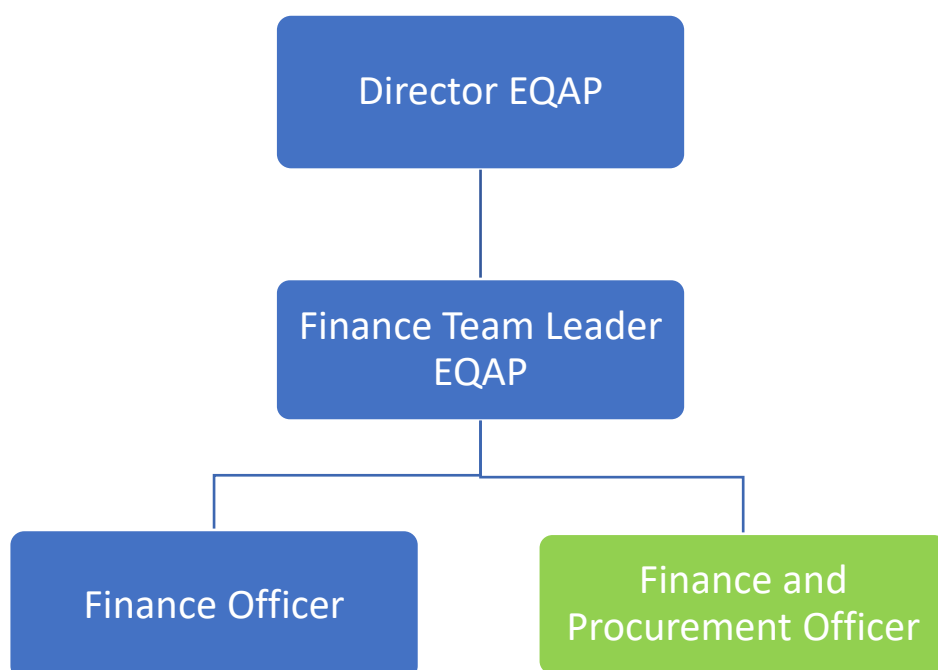 Director EQAP
Finance Team Leader
EQAP
Finance Officer
Finance and
Procurement Officer